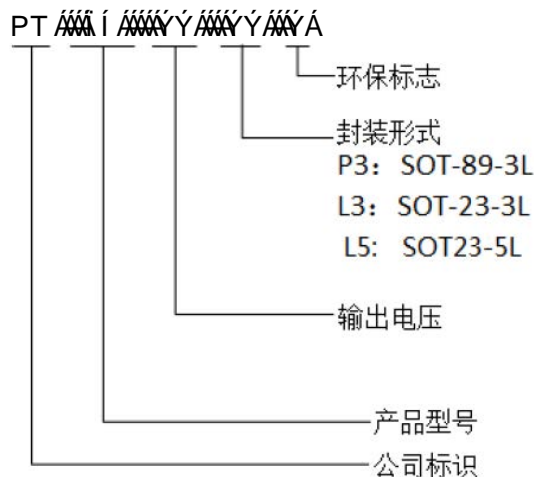 PT
环保标志
封装形式
P3： SOT-89-3L
L3： SOT-23-3L
L5: SOT23-5L
输出电压
产品型号
公司标识